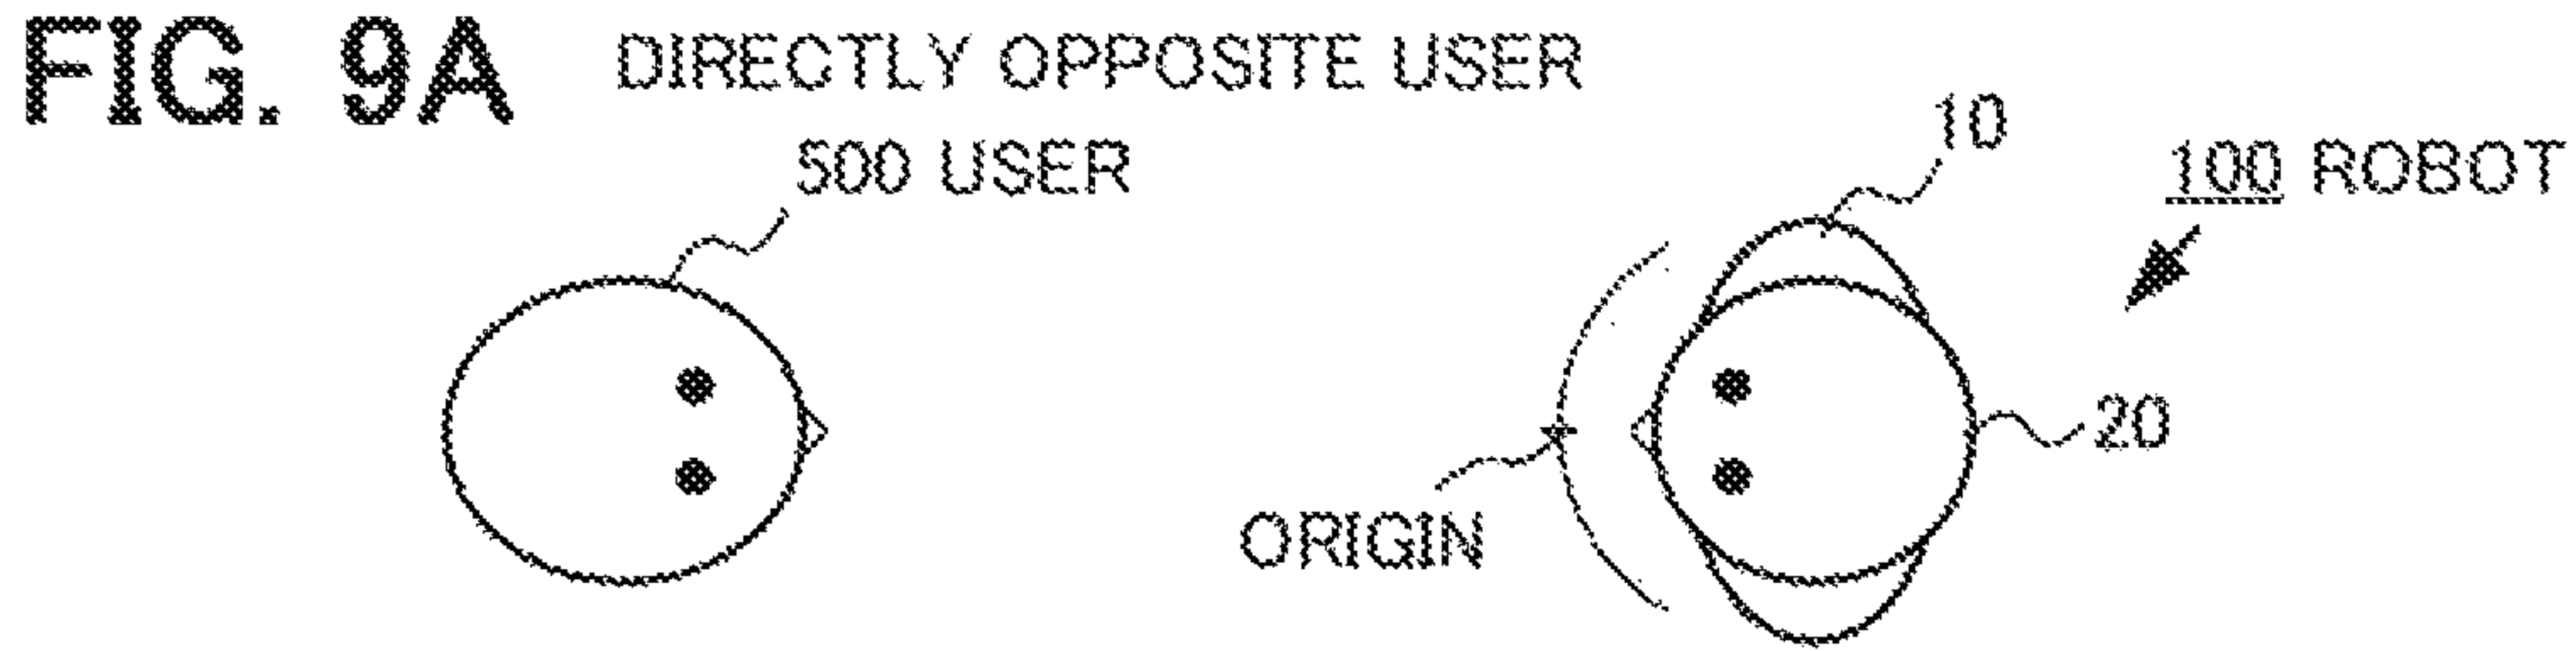 FIG. 9A DIRECTLY OPPOSITE USER
10
500 USER
100 ROBOT
20
ORIGIN